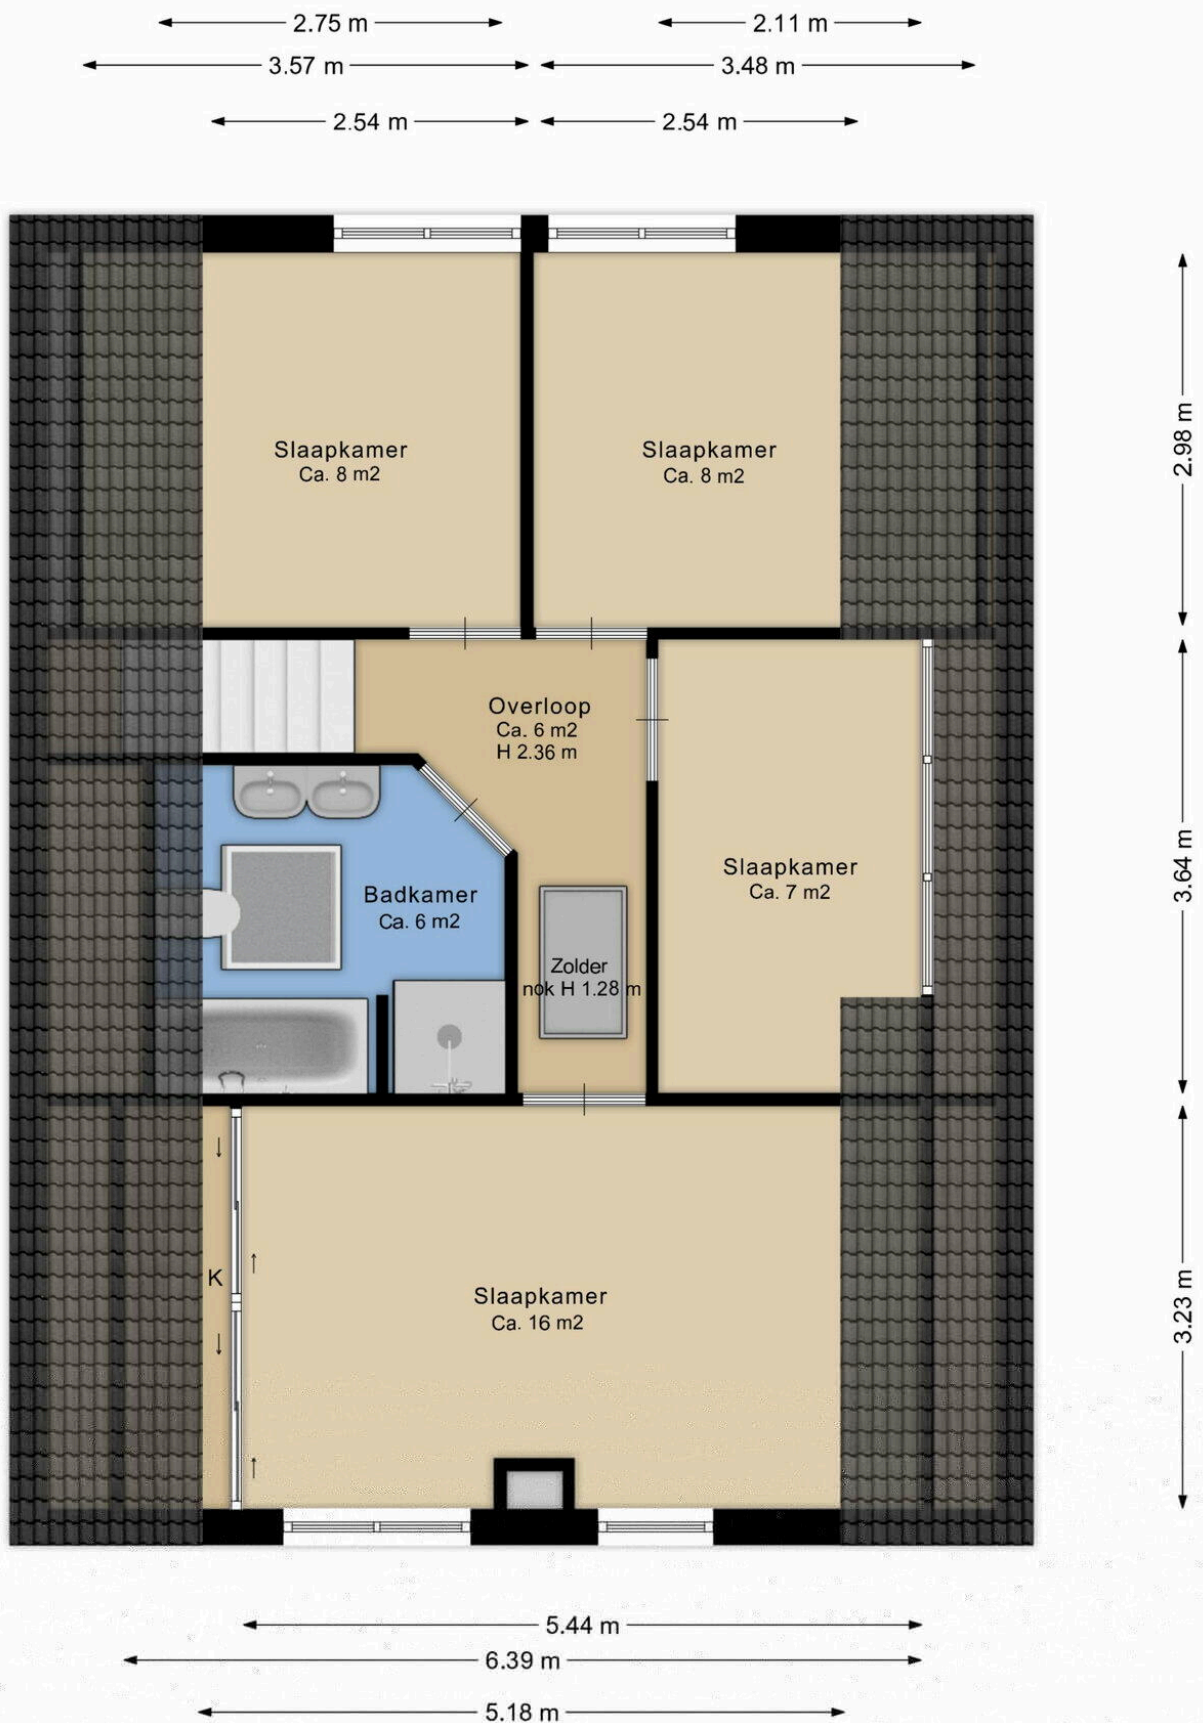 2.75 m
2.11 m
3.57 m
3.48 m
2.54 m
2.54 m
2.98 m
Slaapkamer
Ca. 8 m2
Slaapkamer
Ca. 8 m2
Overloop
Ca. 6 m2
H 2.36 m
3.64 m
Slaapkamer
Ca. 7 m2
Badkamer
Ca. 6 m2
Zolder
nok H 1.28 m
K
Slaapkamer
Ca. 16 m2
3.23 m
5.44 m
6.39 m
5.18 m